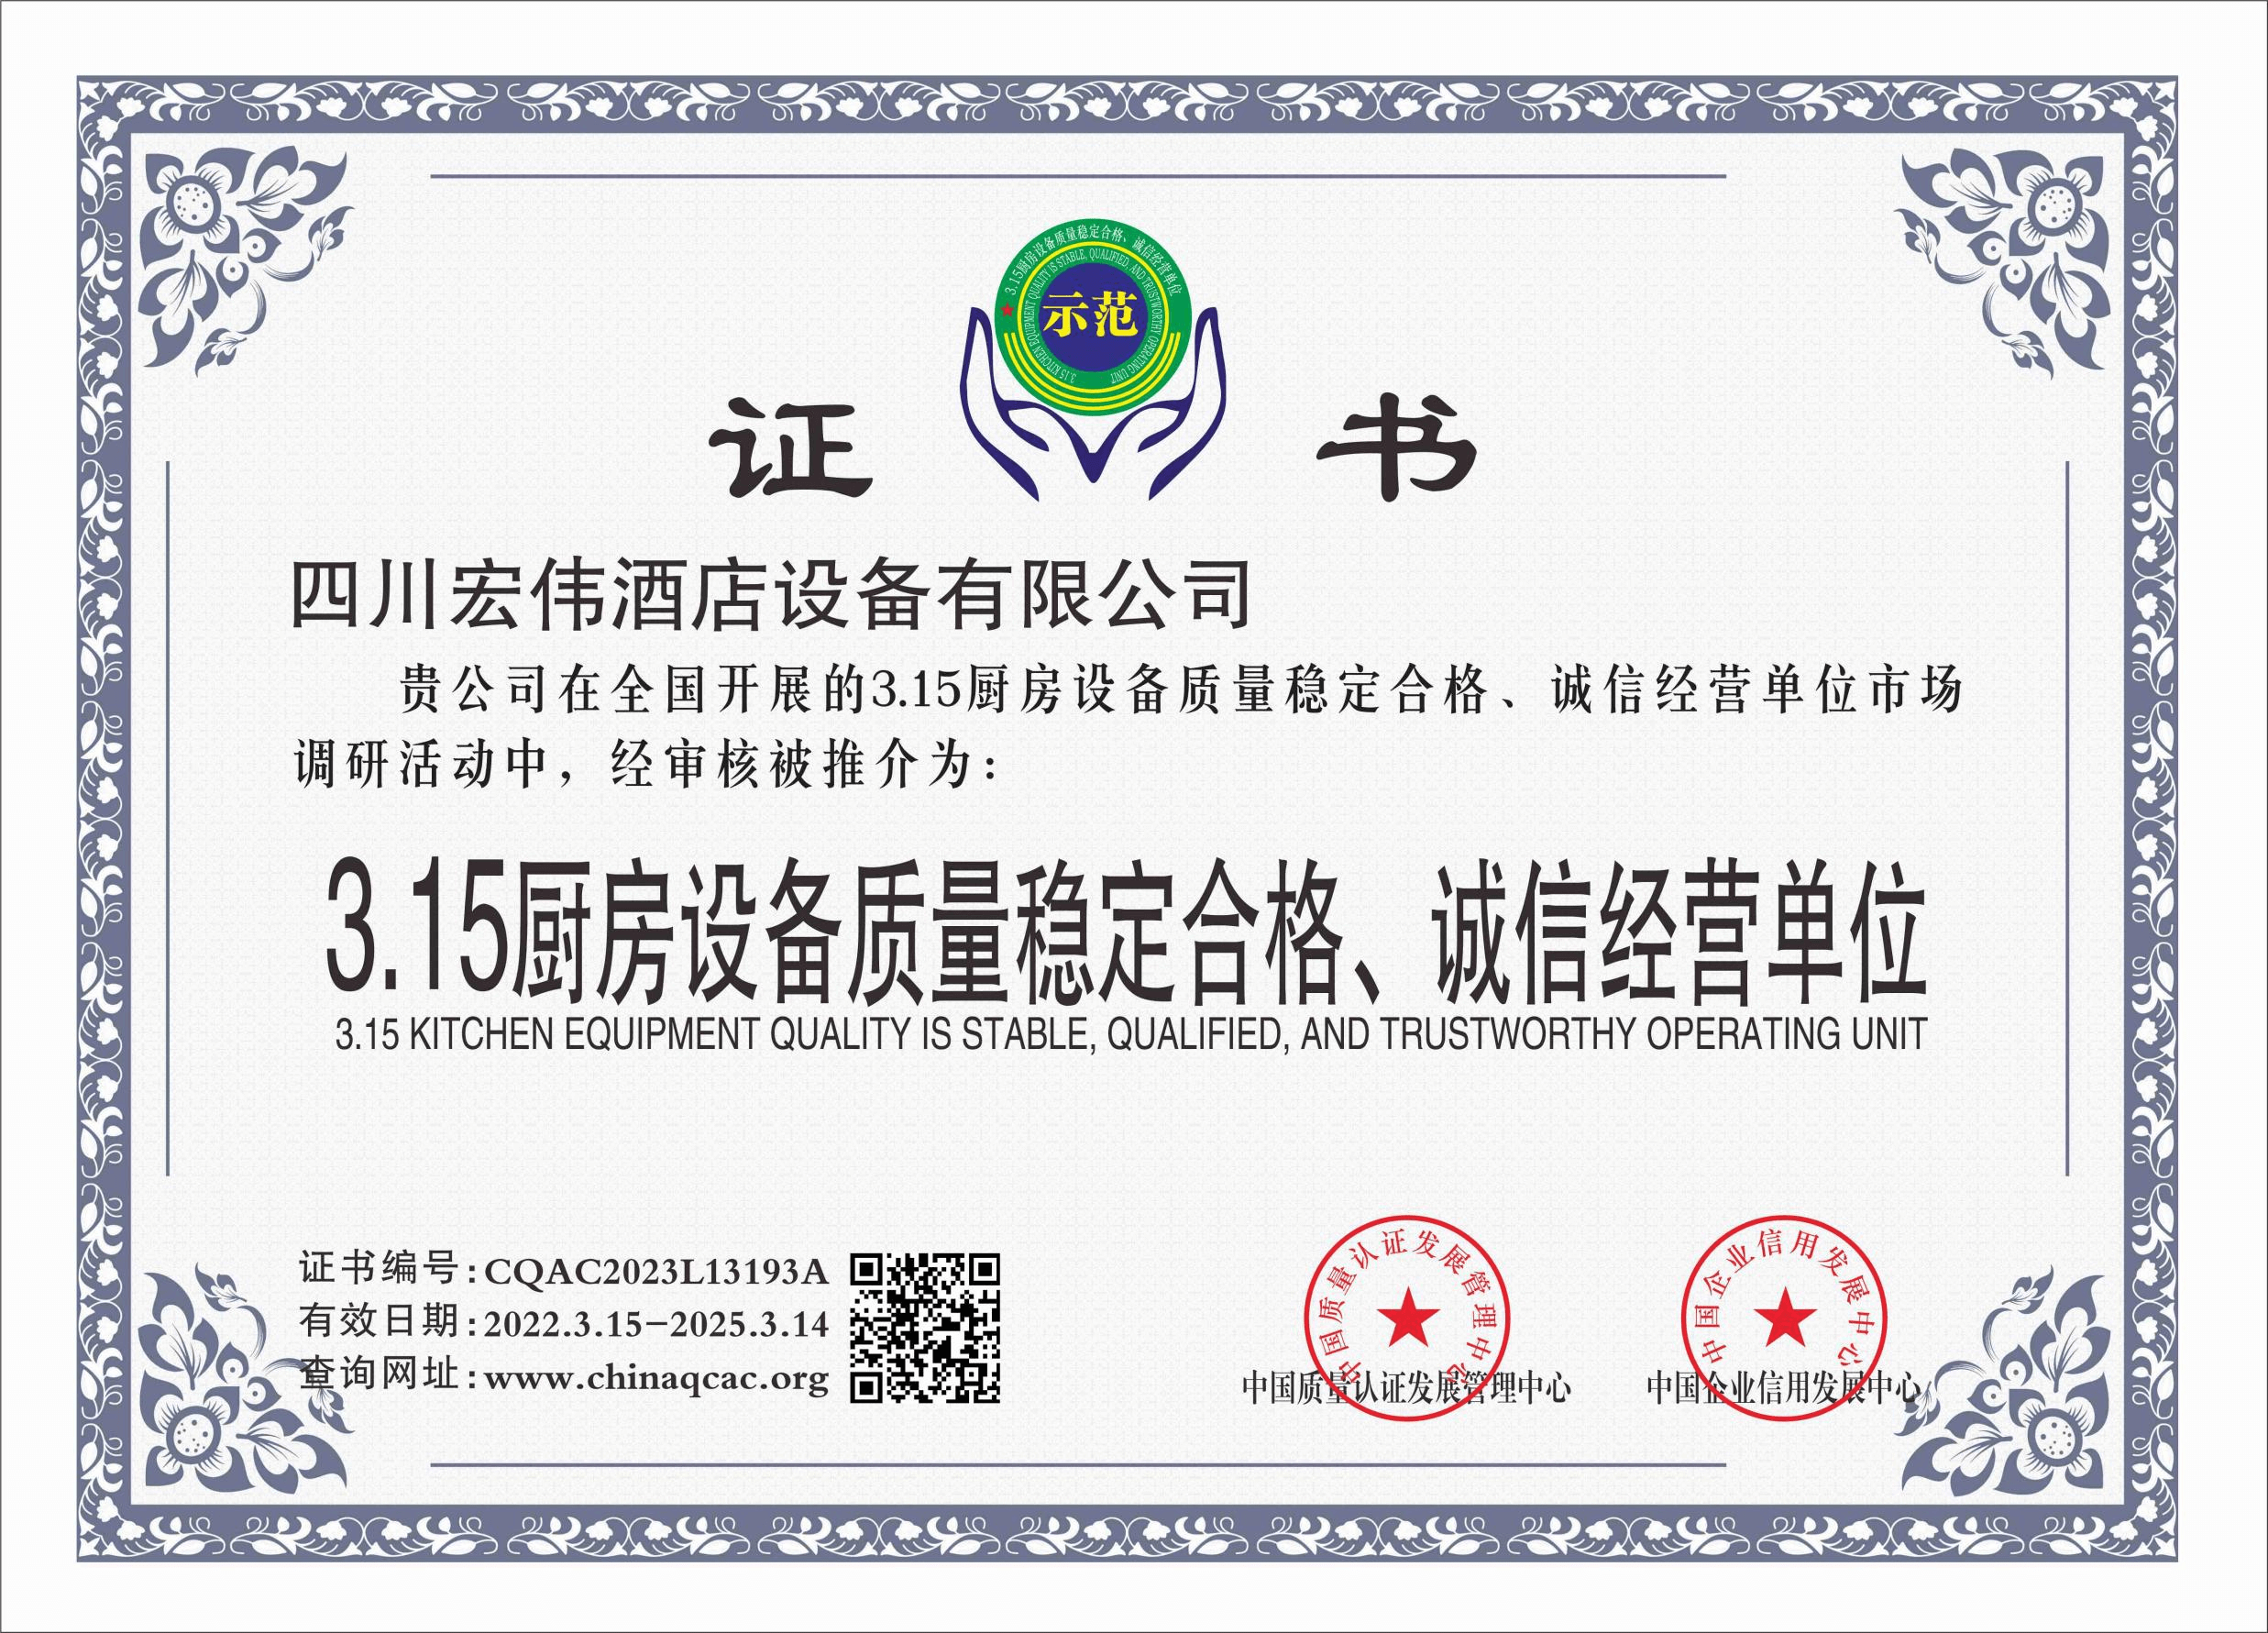 3.15厨房设备质量稳定合格、诚信经营单位
3.15 KITCHEN EQUIPMENT QUALITY IS STABLE, QUALIFIED, AND TRUSTWORTHY OPERATING UNIT
示范
证书
四川宏伟酒店设备有限公司
贵公司在全国开展的3.15厨房设备质量稳定合格、诚信经营单位市场
调研活动中，经审核被推介为：
3.15厨房设备质量稳定合格、诚信经营单位
3.15 KITCHEN EQUIPMENT QUALITY IS STABLE, QUALIFIED, AND TRUSTWORTHY OPERATING UNIT
证书编号:CQAC2023L13193A
有效日期:2022.3.15-2025.3.14
查询网址:www.chinaqcac.org
中国质量认证发展管理中心
中国质量认证发展管理中心
中国企业信用发展中心
中国企业信用发展中心